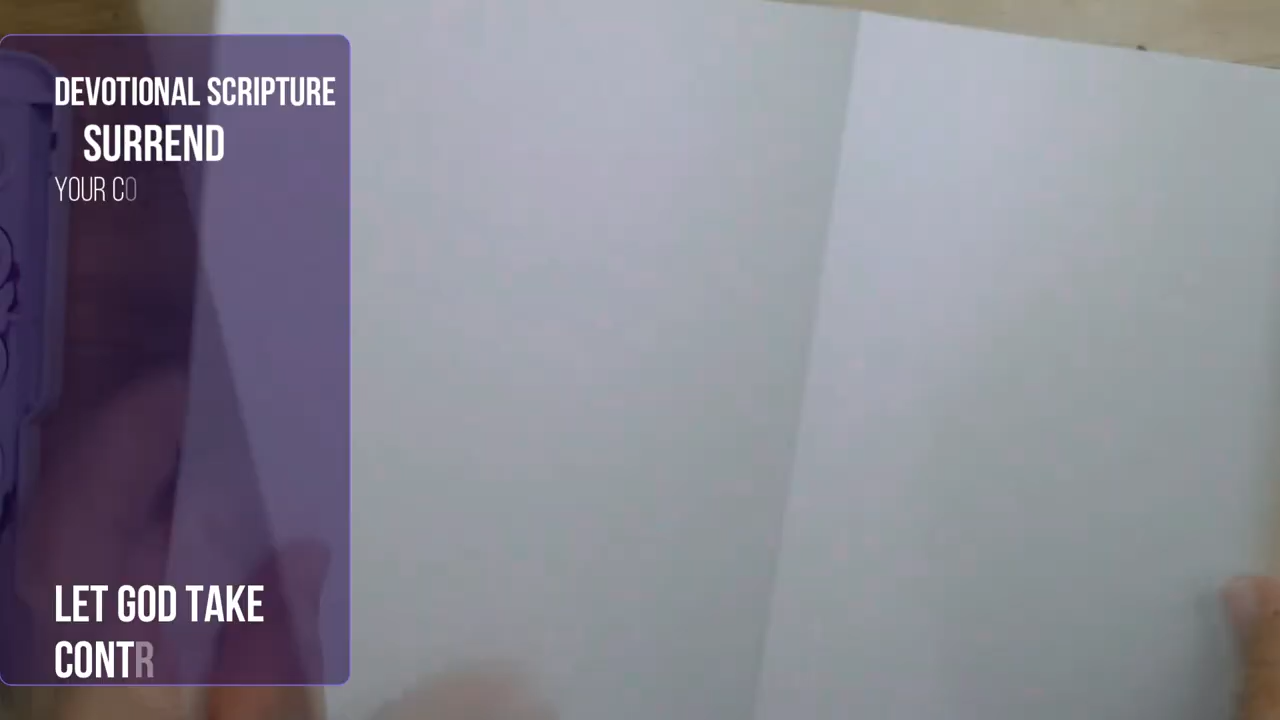 DEVOTIONAL SCRIPTURE
SURREND
YOUR CO
LET GOD TAKE
CONTR